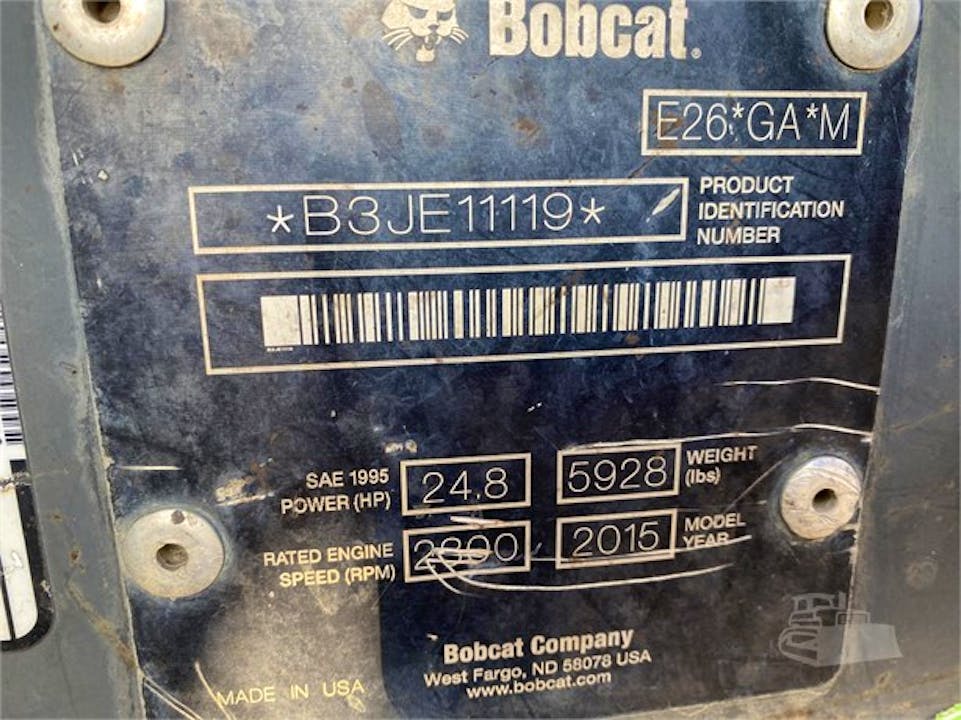 Bobcat®
E26*GA*M
*B3JE11119*
PRODUCT
IDENTIFICATION
NUMBER
SAE 1995
POWER (HP)
24.8
5928
WEIGHT
(lbs)
RATED ENGINE
SPEED (RPM)
2015
MODEL
YEAR
Bobcat Company
West Fargo, ND 58078 USA
www.bobcat.com
MADE IN USA